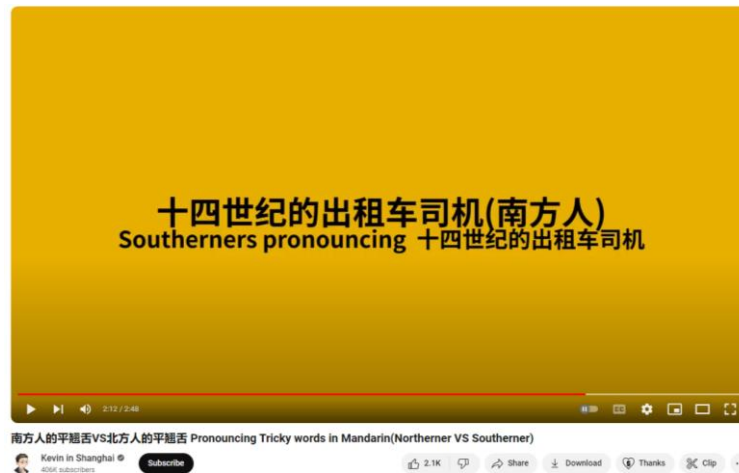 十四世纪的出租车司机(南方人)
Southerners pronouncing 十四世纪的出租车司机
2:12 / 2:48
南方人的平翘舌VS北方人的平翘舌 Pronouncing Tricky words in Mandarin(Northerner VS Southerner)
Kevin in Shanghai
406K subscribers
Subscribe
2.1K
Share
Download
Thanks
Clip